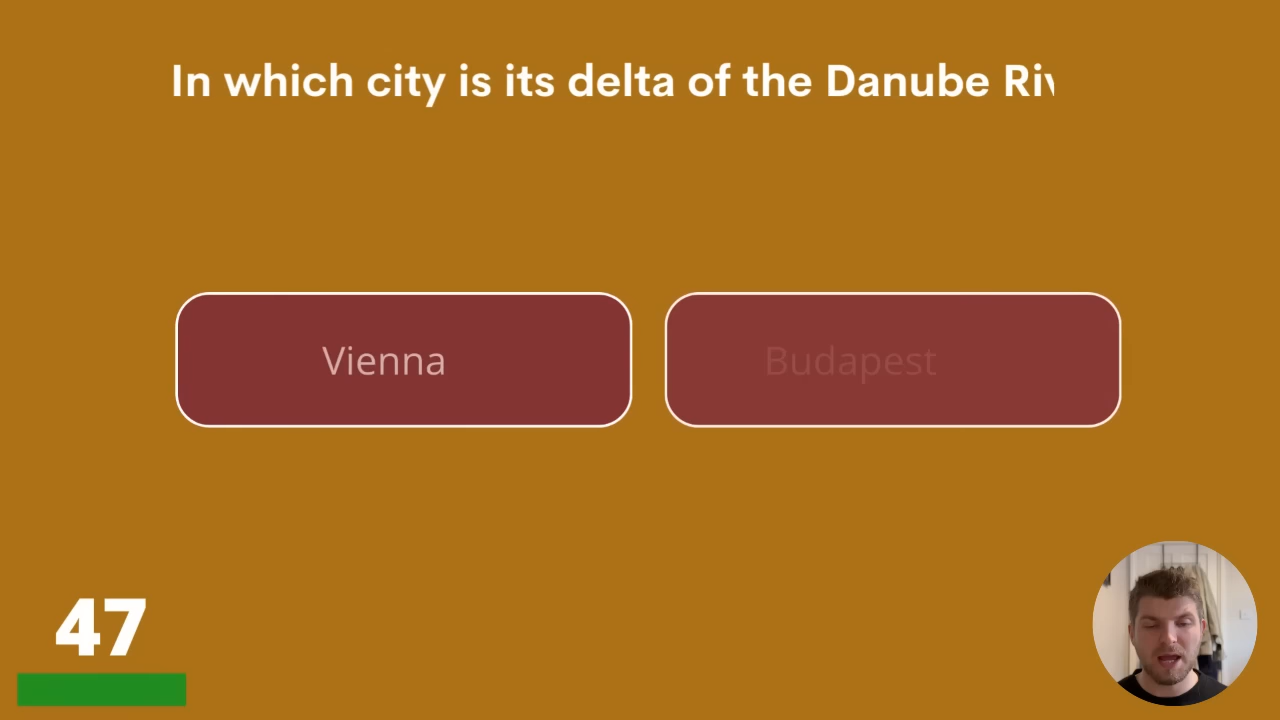 In which city is its delta of the Danube Riv
Vienna
Budapest
47